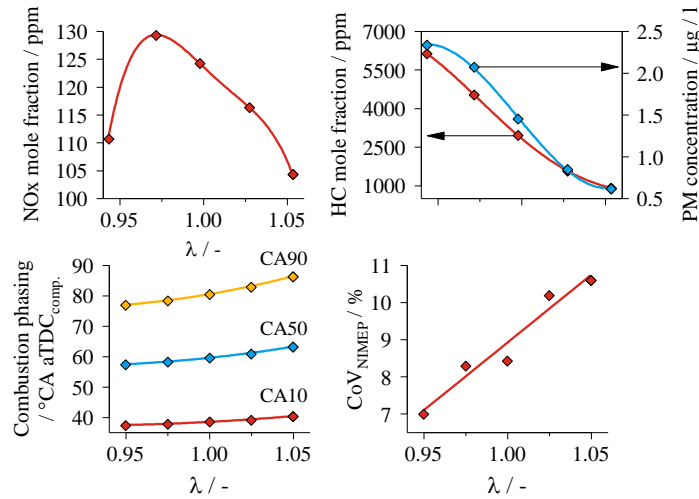 NOx mole fraction / ppm
130
125
120
115
110
105
100
0.95 1.00 1.05
λ / -
HC mole fraction / ppm
7000
5500
4000
2500
1000
2.5
2.0
1.5
1.0
0.5
PM concentration / µg / l
Combustion phasing
/ °CA aTDCcomp.
90
80
70
60
50
40
CA90
CA50
CA10
0.95 1.00 1.05
λ / -
CoVNIMEP / %
11
10
9
8
7
0.95 1.00 1.05
λ / -